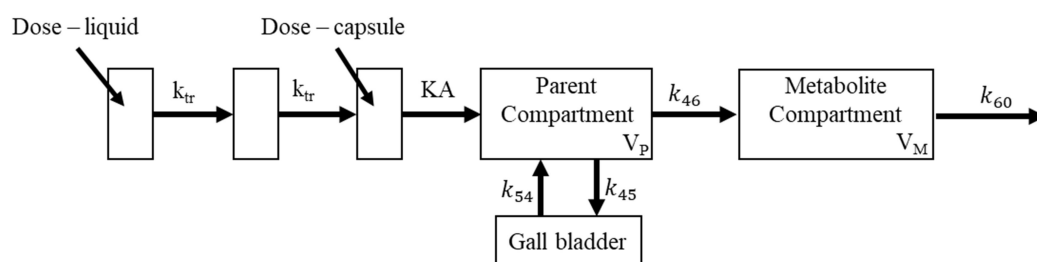 Dose – liquid
Dose – capsule
k_tr
k_tr
KA
Parent
Compartment
V_P
k_46
Metabolite
Compartment
V_M
k_60
k_54
k_45
Gall bladder